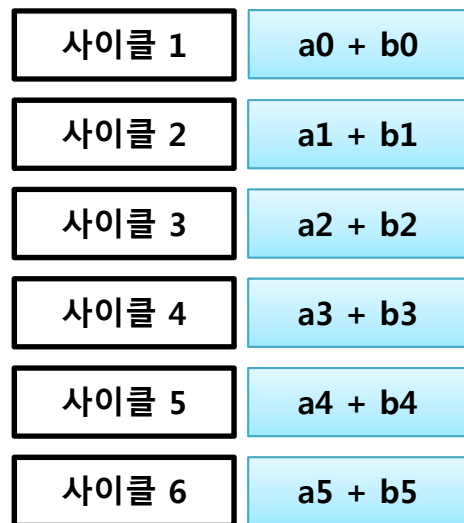 사이클 1 a0 + b0
사이클 2 a1 + b1
사이클 3 a2 + b2
사이클 4 a3 + b3
사이클 5 a4 + b4
사이클 6 a5 + b5